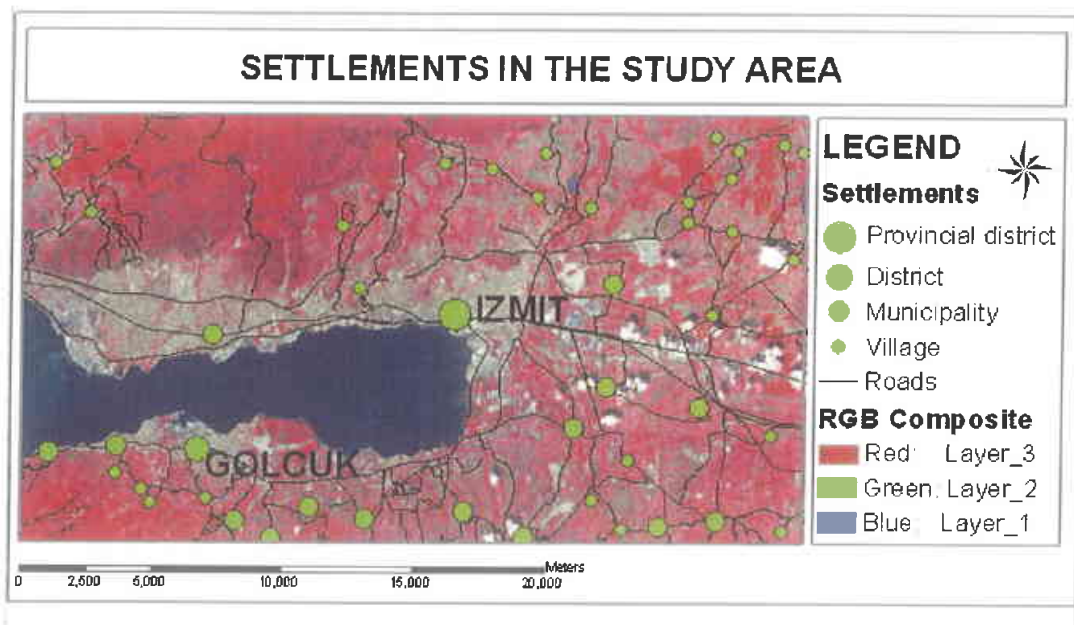 SETTLEMENTS IN THE STUDY AREA
IZMIT
GOLCUK
LEGEND
Settlements
Provincial district
District
Municipality
Village
Roads
RGB Composite
Red: Layer_3
Green: Layer_2
Blue: Layer_1
Meters
0 2,500 5,000 10,000 15,000 20,000